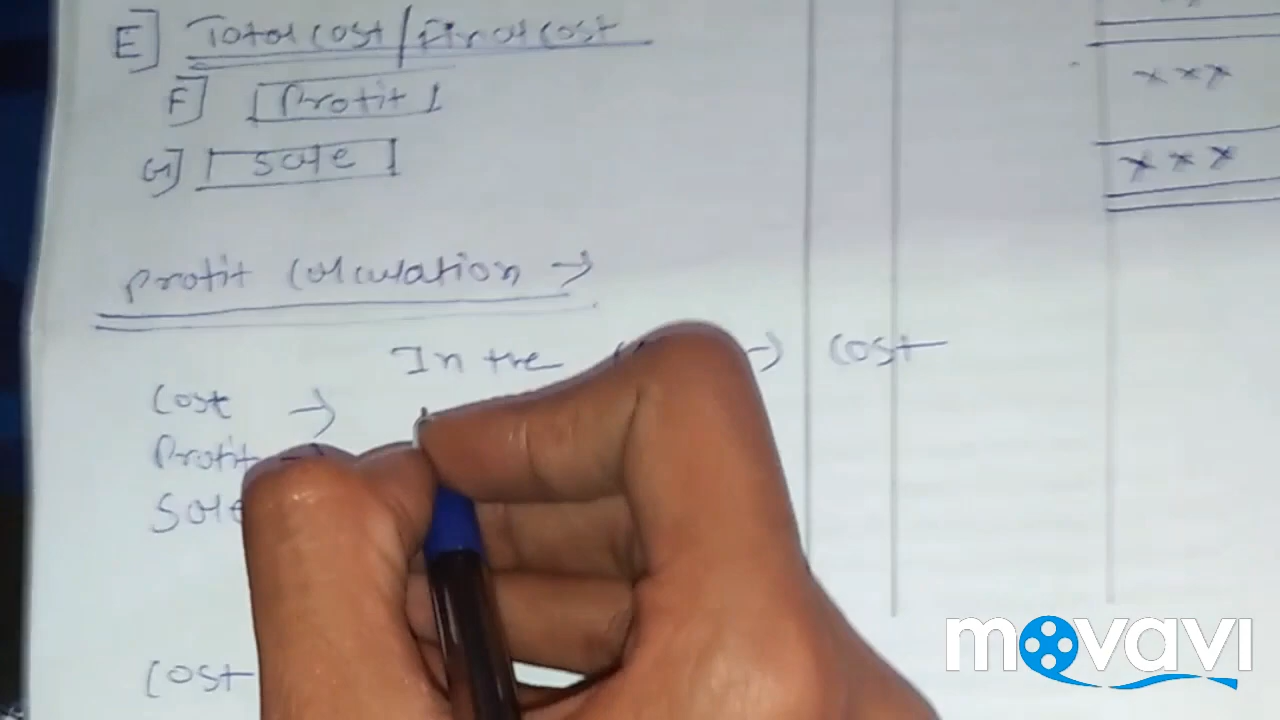 E] Total cost / Final cost
xxx
F] [Profit]
xxx
G] [Sale]
Profit Calculation →
In the → Cost
Cost →
Profit →
Sale
Cost
movavi